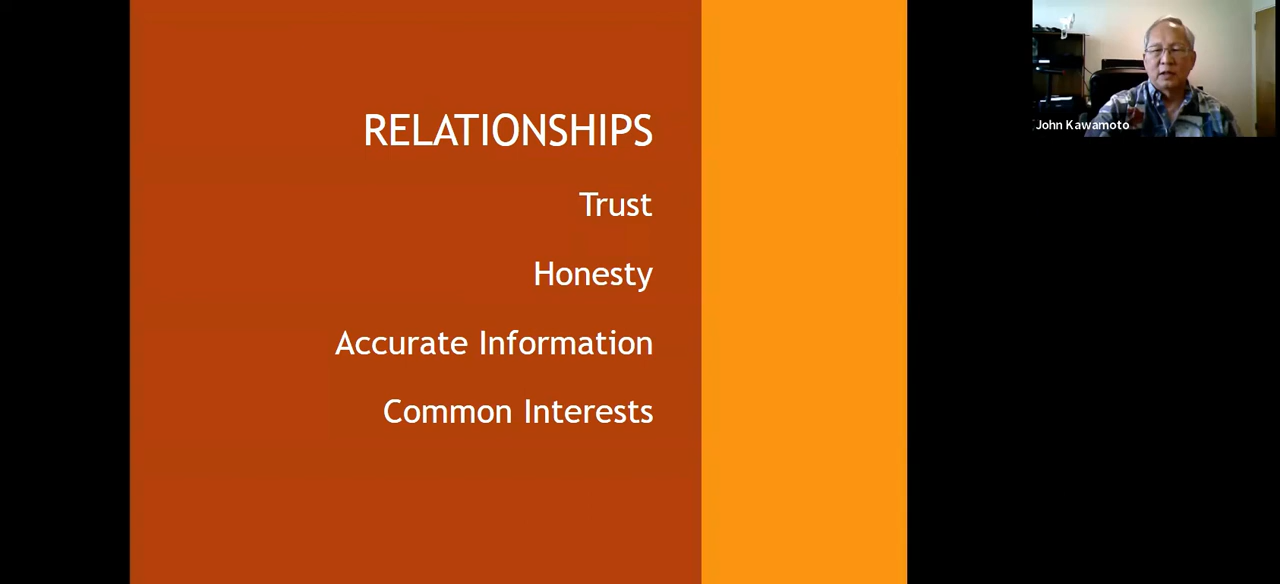 RELATIONSHIPS
Trust
Honesty
Accurate Information
Common Interests
John Kawamoto